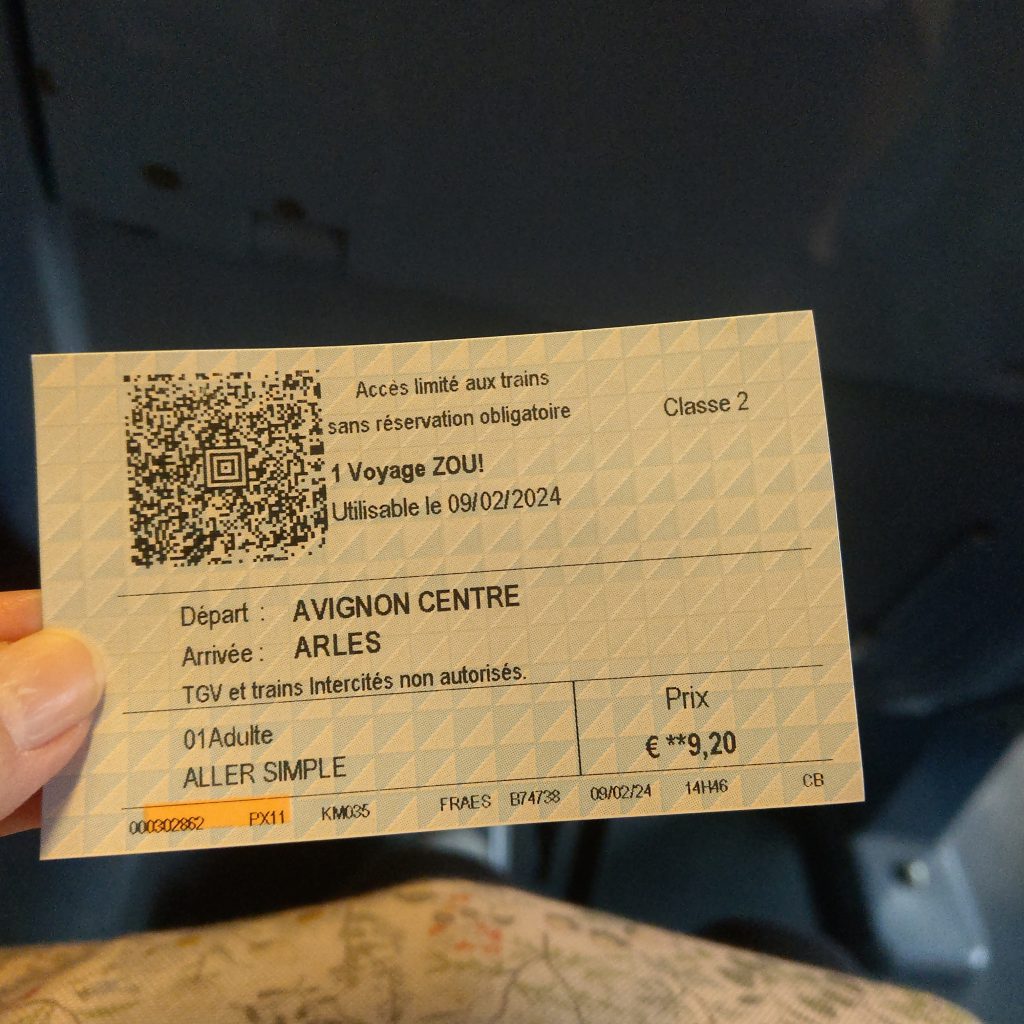 Accès limité aux trains
sans réservation obligatoire
Classe 2
1 Voyage ZOU!
Utilisable le 09/02/2024
Départ : AVIGNON CENTRE
Arrivée : ARLES
TGV et trains Intercités non autorisés.
01Adulte
ALLER SIMPLE
Prix
€ **9,20
000302862 PX11 KM035 FRAES B74738 09/02/24 14H46 CB